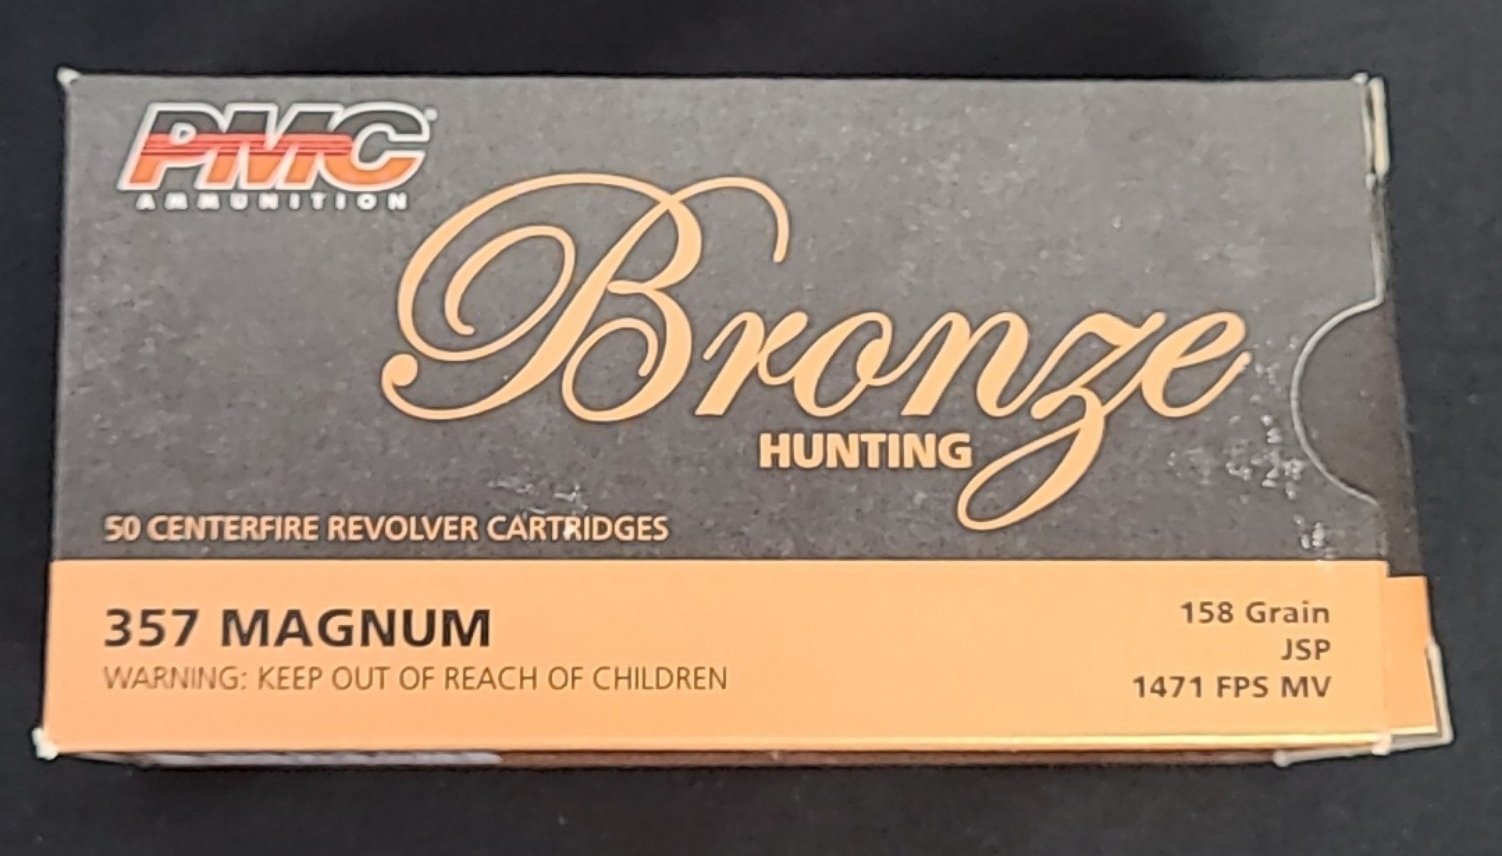 PMC®
AMMUNITION
Bronze
HUNTING
50 CENTERFIRE REVOLVER CARTRIDGES
357 MAGNUM
WARNING: KEEP OUT OF REACH OF CHILDREN
158 Grain
JSP
1471 FPS MV